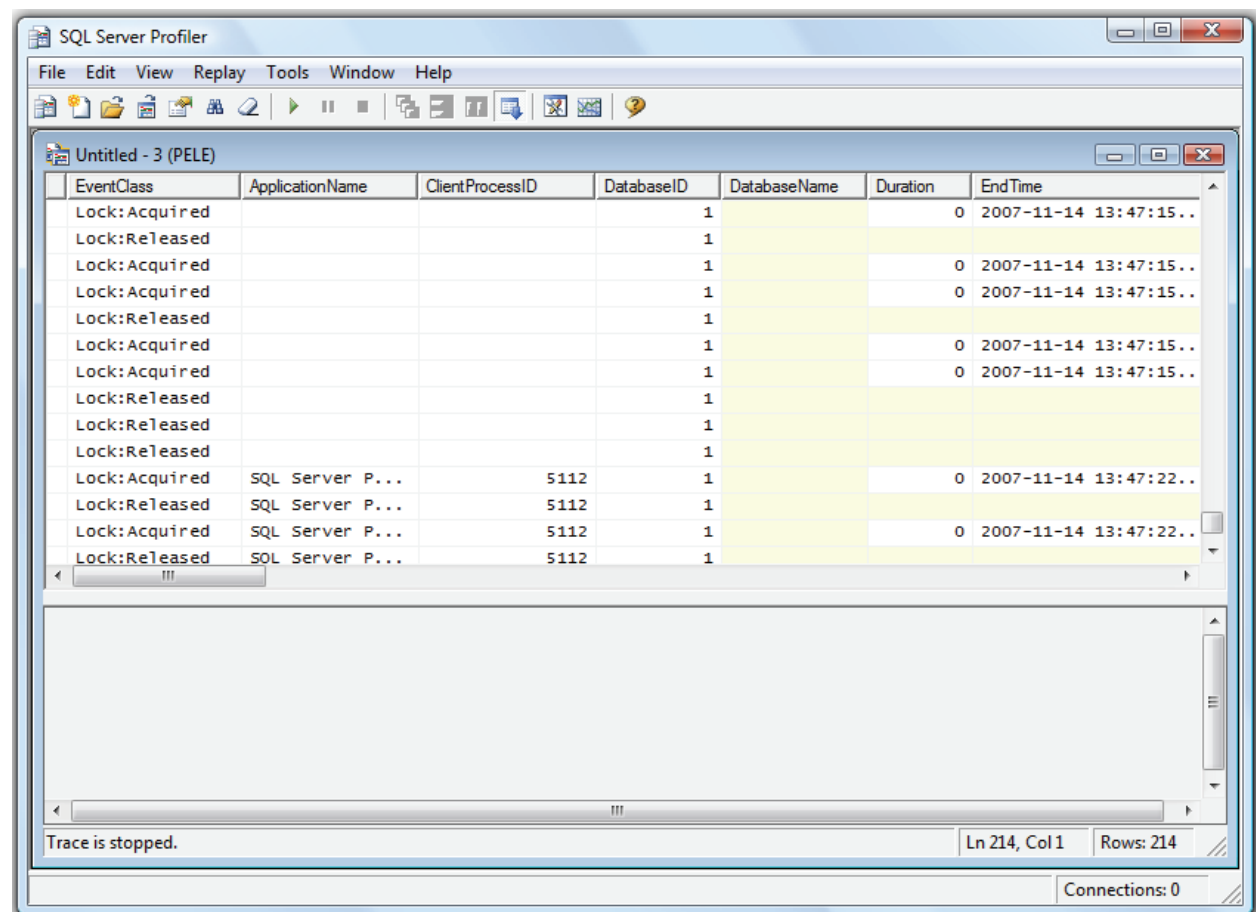 SQL Server Profiler
File Edit View Replay Tools Window Help
Untitled - 3 (PELE)
EventClass ApplicationName ClientProcessID DatabaseID DatabaseName Duration EndTime
Lock:Acquired 1 0 2007-11-14 13:47:15..
Lock:Released 1
Lock:Acquired 1 0 2007-11-14 13:47:15..
Lock:Acquired 1 0 2007-11-14 13:47:15..
Lock:Released 1
Lock:Acquired 1 0 2007-11-14 13:47:15..
Lock:Acquired 1 0 2007-11-14 13:47:15..
Lock:Released 1
Lock:Released 1
Lock:Released 1
Lock:Acquired SQL Server P... 5112 1 0 2007-11-14 13:47:22..
Lock:Released SQL Server P... 5112 1
Lock:Acquired SQL Server P... 5112 1 0 2007-11-14 13:47:22..
Lock:Released SQL Server P... 5112 1
Trace is stopped. Ln 214, Col 1 Rows: 214
Connections: 0